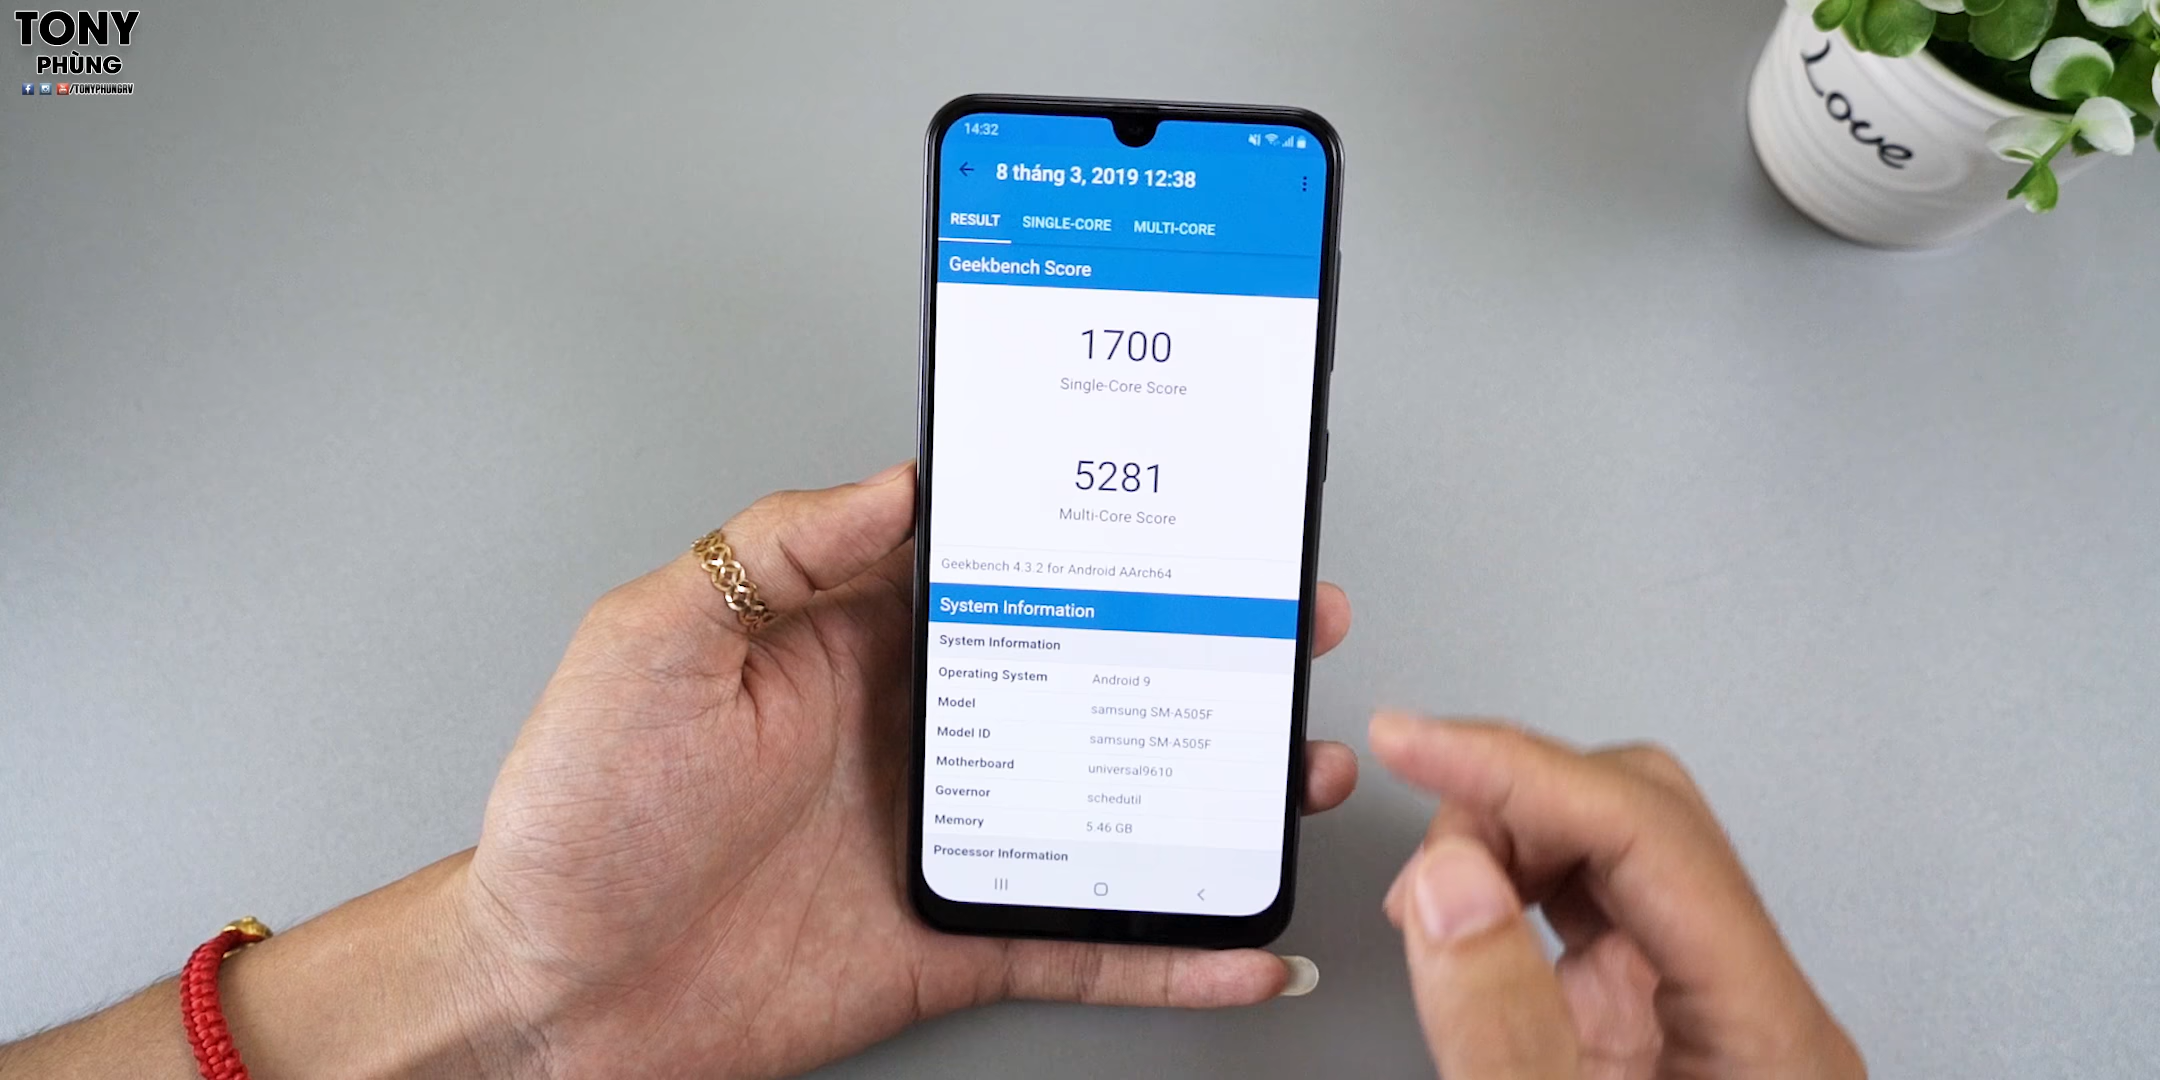 TONY
PHÙNG
/TONYPHUNGRV
14:32
8 tháng 3, 2019 12:38
RESULT SINGLE-CORE MULTI-CORE
Geekbench Score
1700
Single-Core Score
5281
Multi-Core Score
Geekbench 4.3.2 for Android AArch64
System Information
System Information
Operating System Android 9
Model samsung SM-A505F
Model ID samsung SM-A505F
Motherboard universal9610
Governor schedutil
Memory 5.46 GB
Processor Information
Love